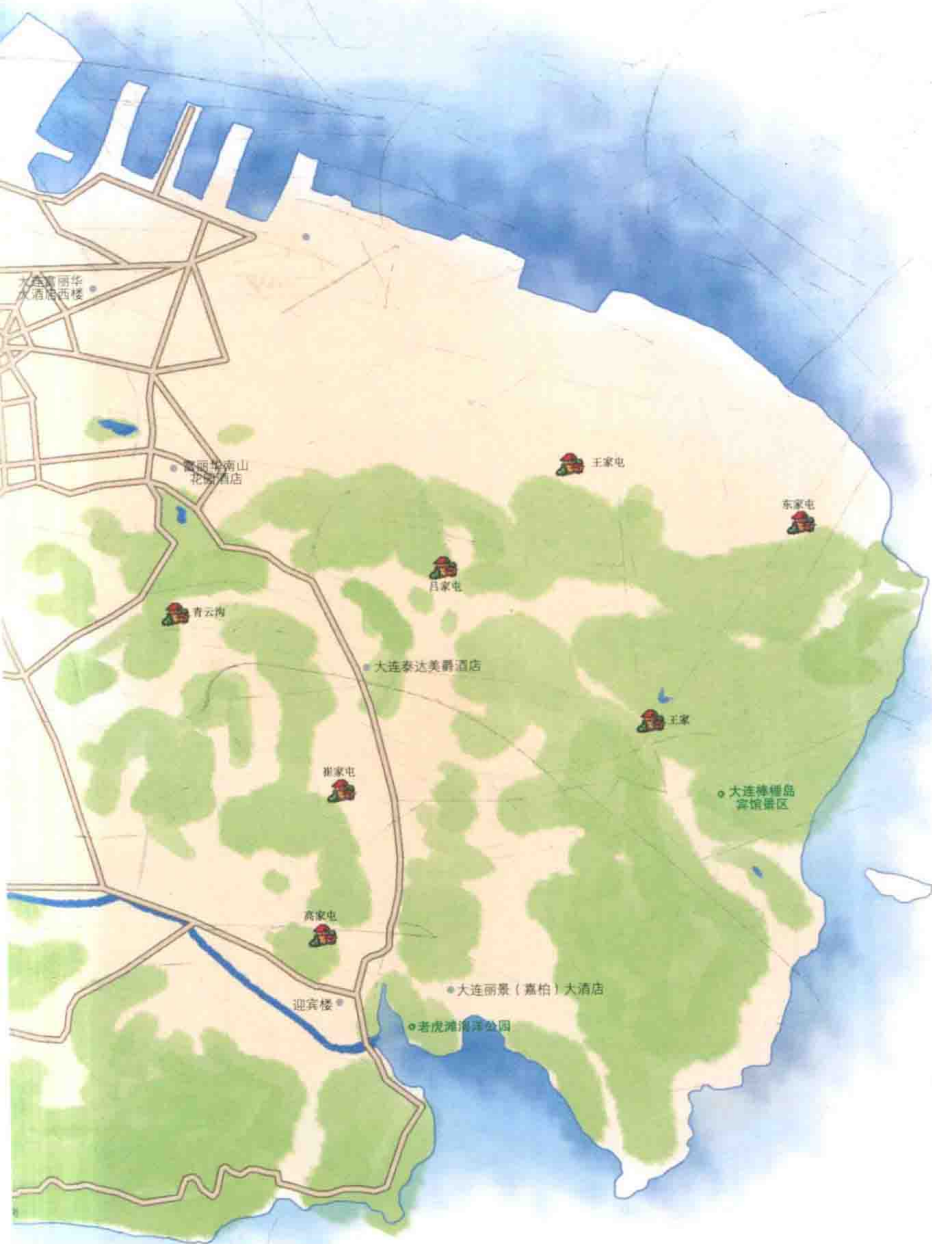 大连富丽华
大酒店西楼
富丽华南山
花园酒店
王家屯
东家屯
吕家屯
青云沟
大连泰达美爵酒店
王家
崔家屯
大连棒棰岛
宾馆景区
高家屯
大连丽景（嘉柏）大酒店
迎宾楼
老虎滩海洋公园